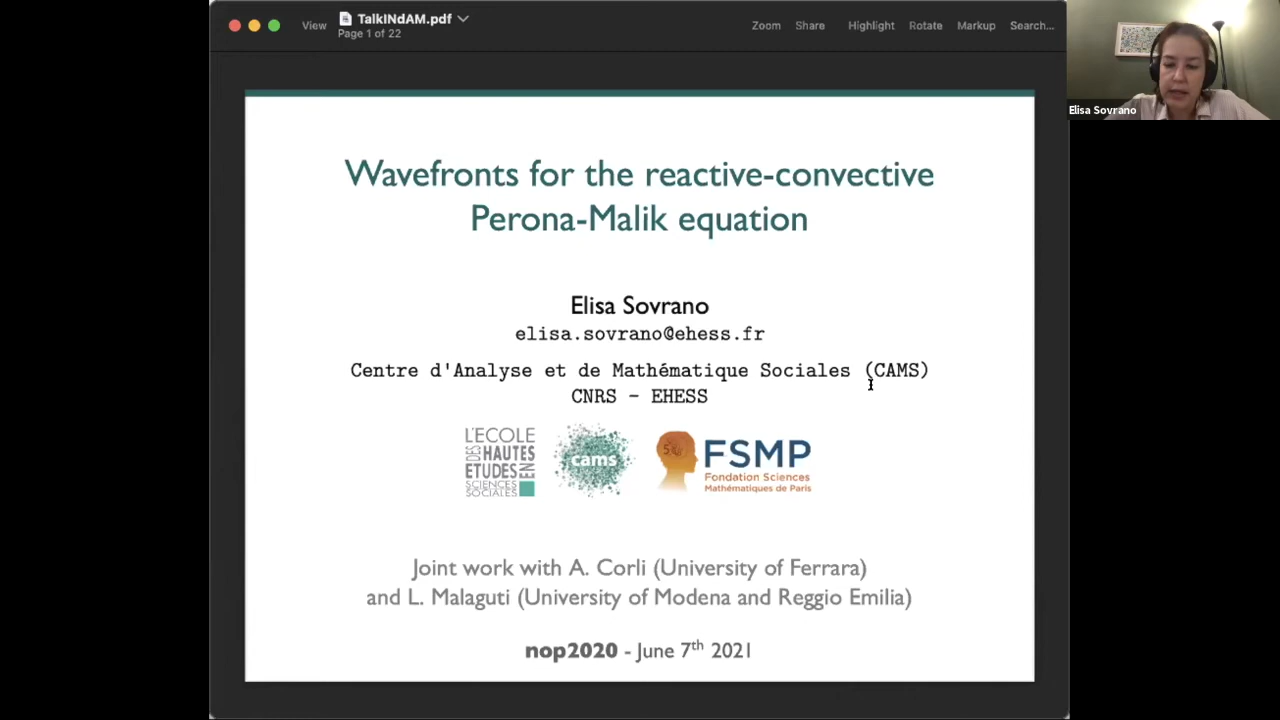 View
TalkINdAM.pdf
Page 1 of 22
Zoom
Share
Highlight
Rotate
Markup
Search...
Elisa Sovrano
Wavefronts for the reactive-convective
Perona-Malik equation
Elisa Sovrano
elisa.sovrano@ehess.fr
Centre d'Analyse et de Mathématique Sociales (CAMS)
CNRS - EHESS
L'ECOLE
DES HAUTES
ETUDES EN
SCIENCES
SOCIALES
cams
FSMP
Fondation Sciences
Mathématiques de Paris
Joint work with A. Corli (University of Ferrara)
and L. Malaguti (University of Modena and Reggio Emilia)
nop2020 - June 7th 2021